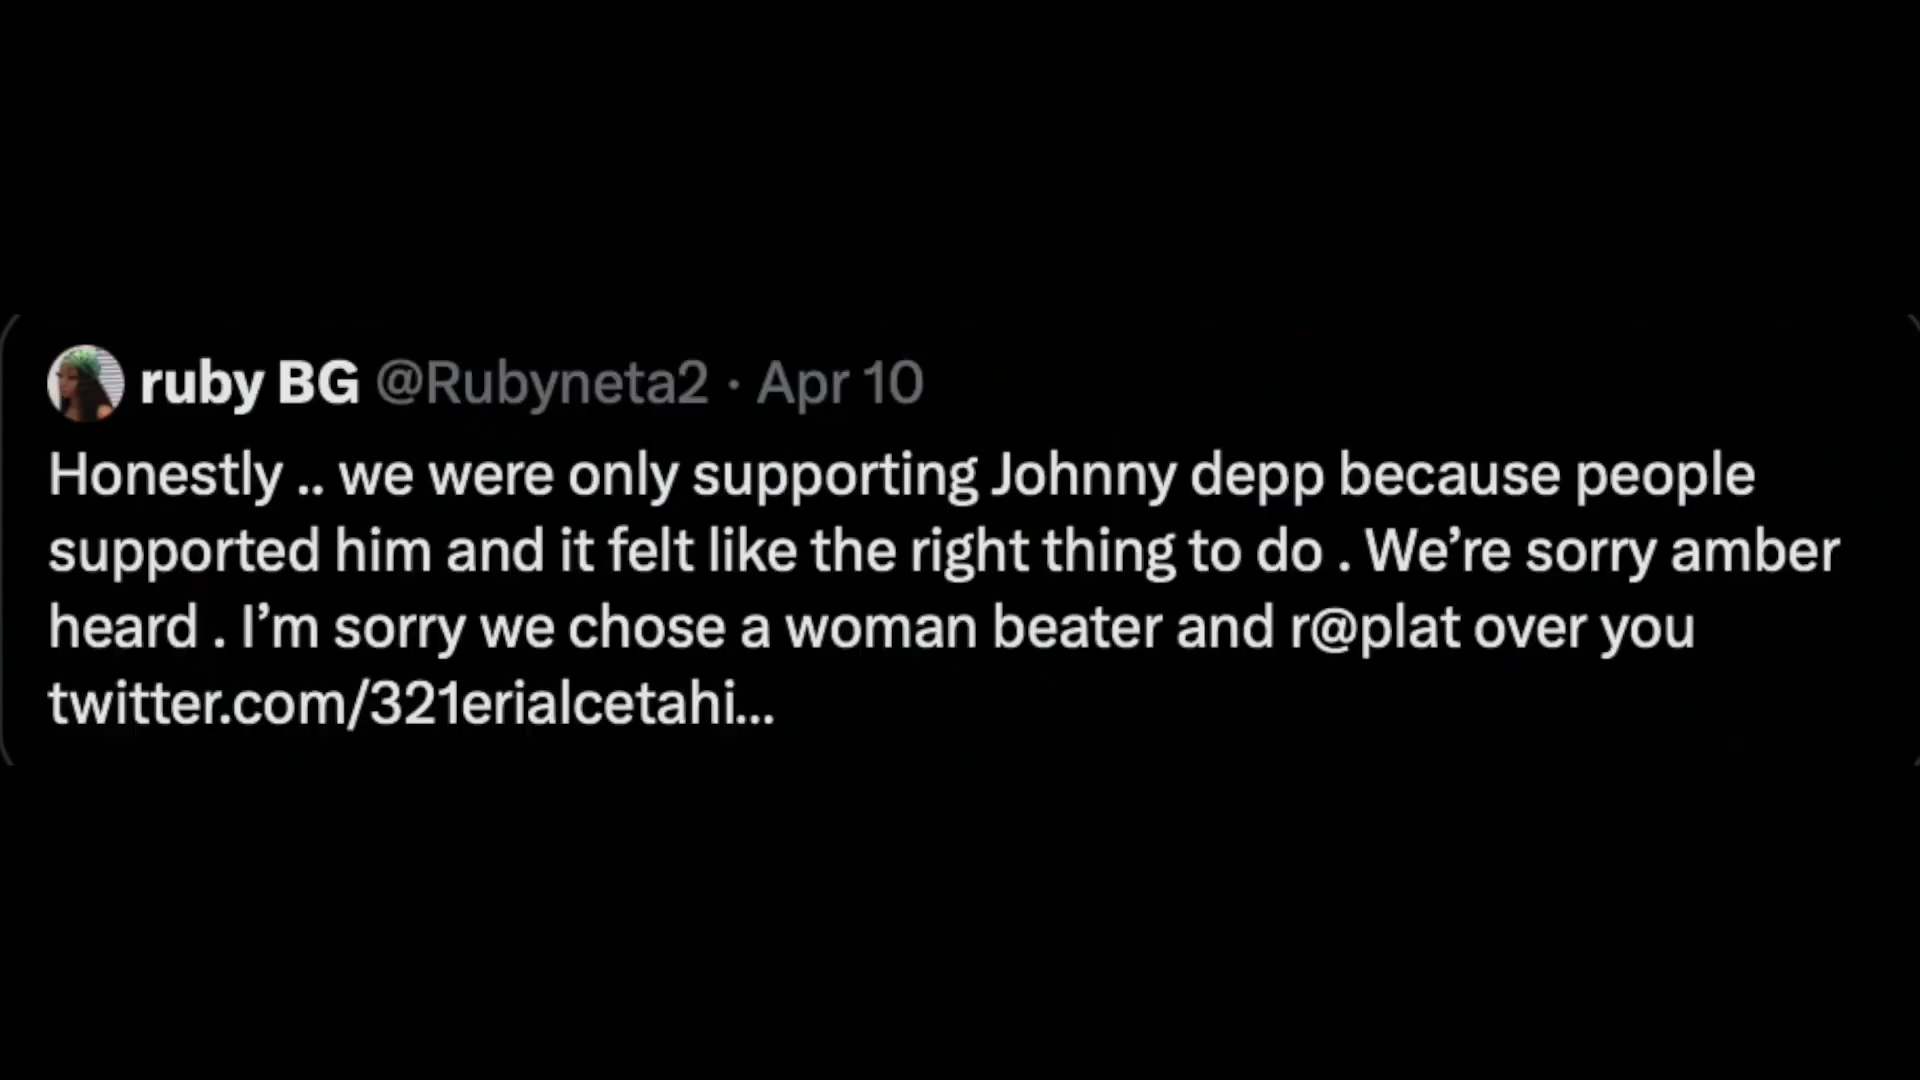 ruby BG @Rubyneta2 · Apr 10
Honestly .. we were only supporting Johnny depp because people
supported him and it felt like the right thing to do . We’re sorry amber
heard . I’m sorry we chose a woman beater and r@plat over you
twitter.com/321erialcetahi...